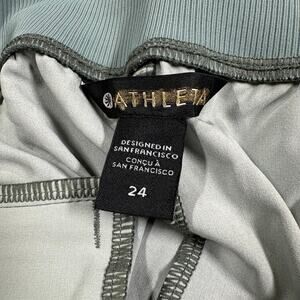 ATHLETA
DESIGNED IN
SAN FRANCISCO
CONÇU À
SAN FRANCISCO
24